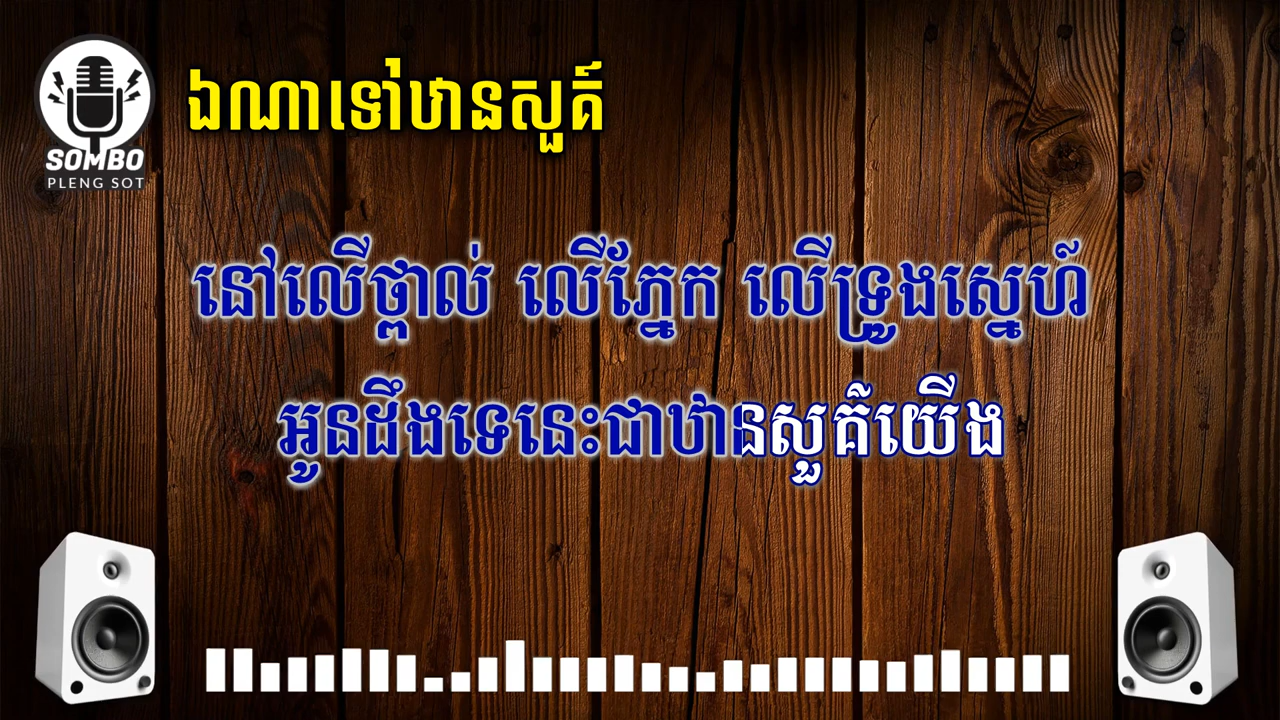 SOMBO
PLENG SOT
ឯណាទៅឋានសួគ៍
នៅលើថ្ពាល់ លើភ្នែក លើទ្រូងស្នេហ៍
អូនដឹងទេនេះជាឋានសួគ៌យើង